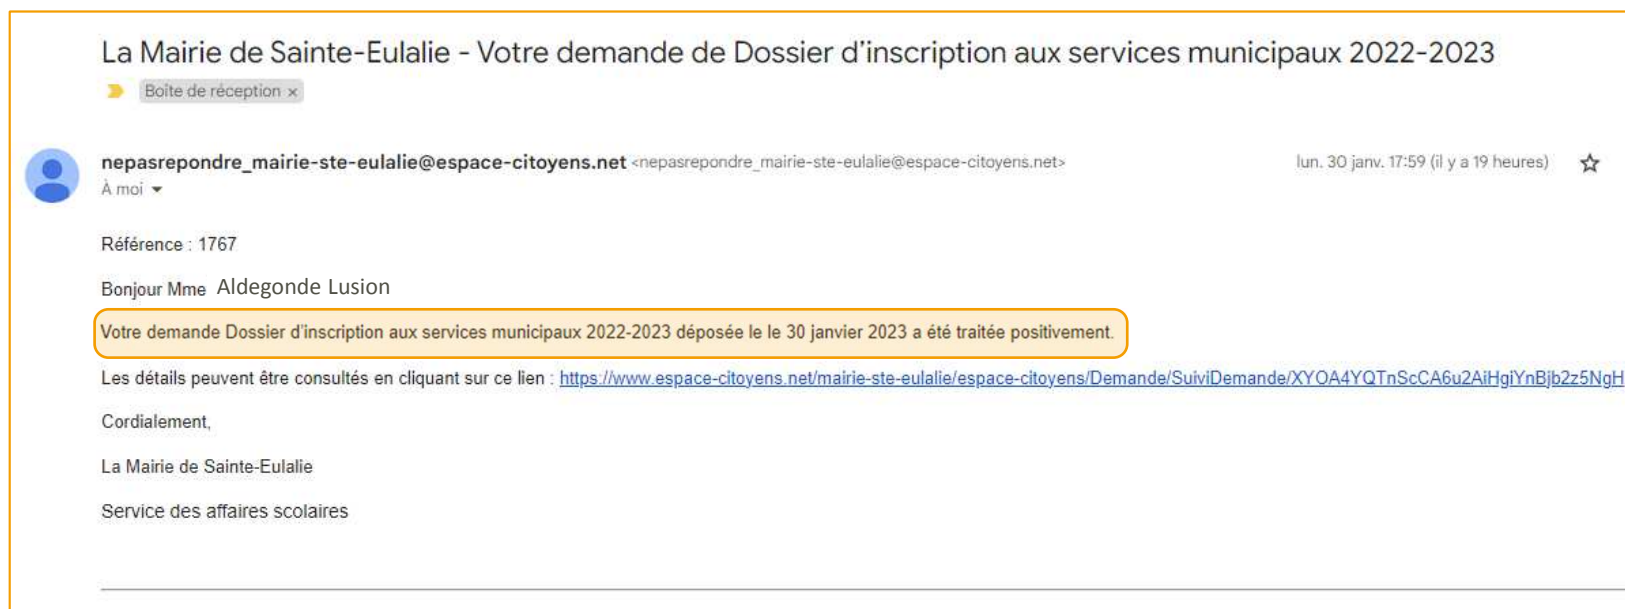 La Mairie de Sainte-Eulalie - Votre demande de Dossier d'inscription aux services municipaux 2022-2023
Boîte de réception ×
nepasrepondre_mairie-ste-eulalie@espace-citoyens.net <nepasrepondre_mairie-ste-eulalie@espace-citoyens.net> lun. 30 janv. 17:59 (il y a 19 heures)
À moi
Référence : 1767
Bonjour Mme Aldegonde Lusion
Votre demande Dossier d'inscription aux services municipaux 2022-2023 déposée le le 30 janvier 2023 a été traitée positivement.
Les détails peuvent être consultés en cliquant sur ce lien : https://www.espace-citoyens.net/mairie-ste-eulalie/espace-citoyens/Demande/SuiviDemande/XYOA4YQTnScCA6u2AiHgiYnBjb2z5NgH
Cordialement,
La Mairie de Sainte-Eulalie
Service des affaires scolaires